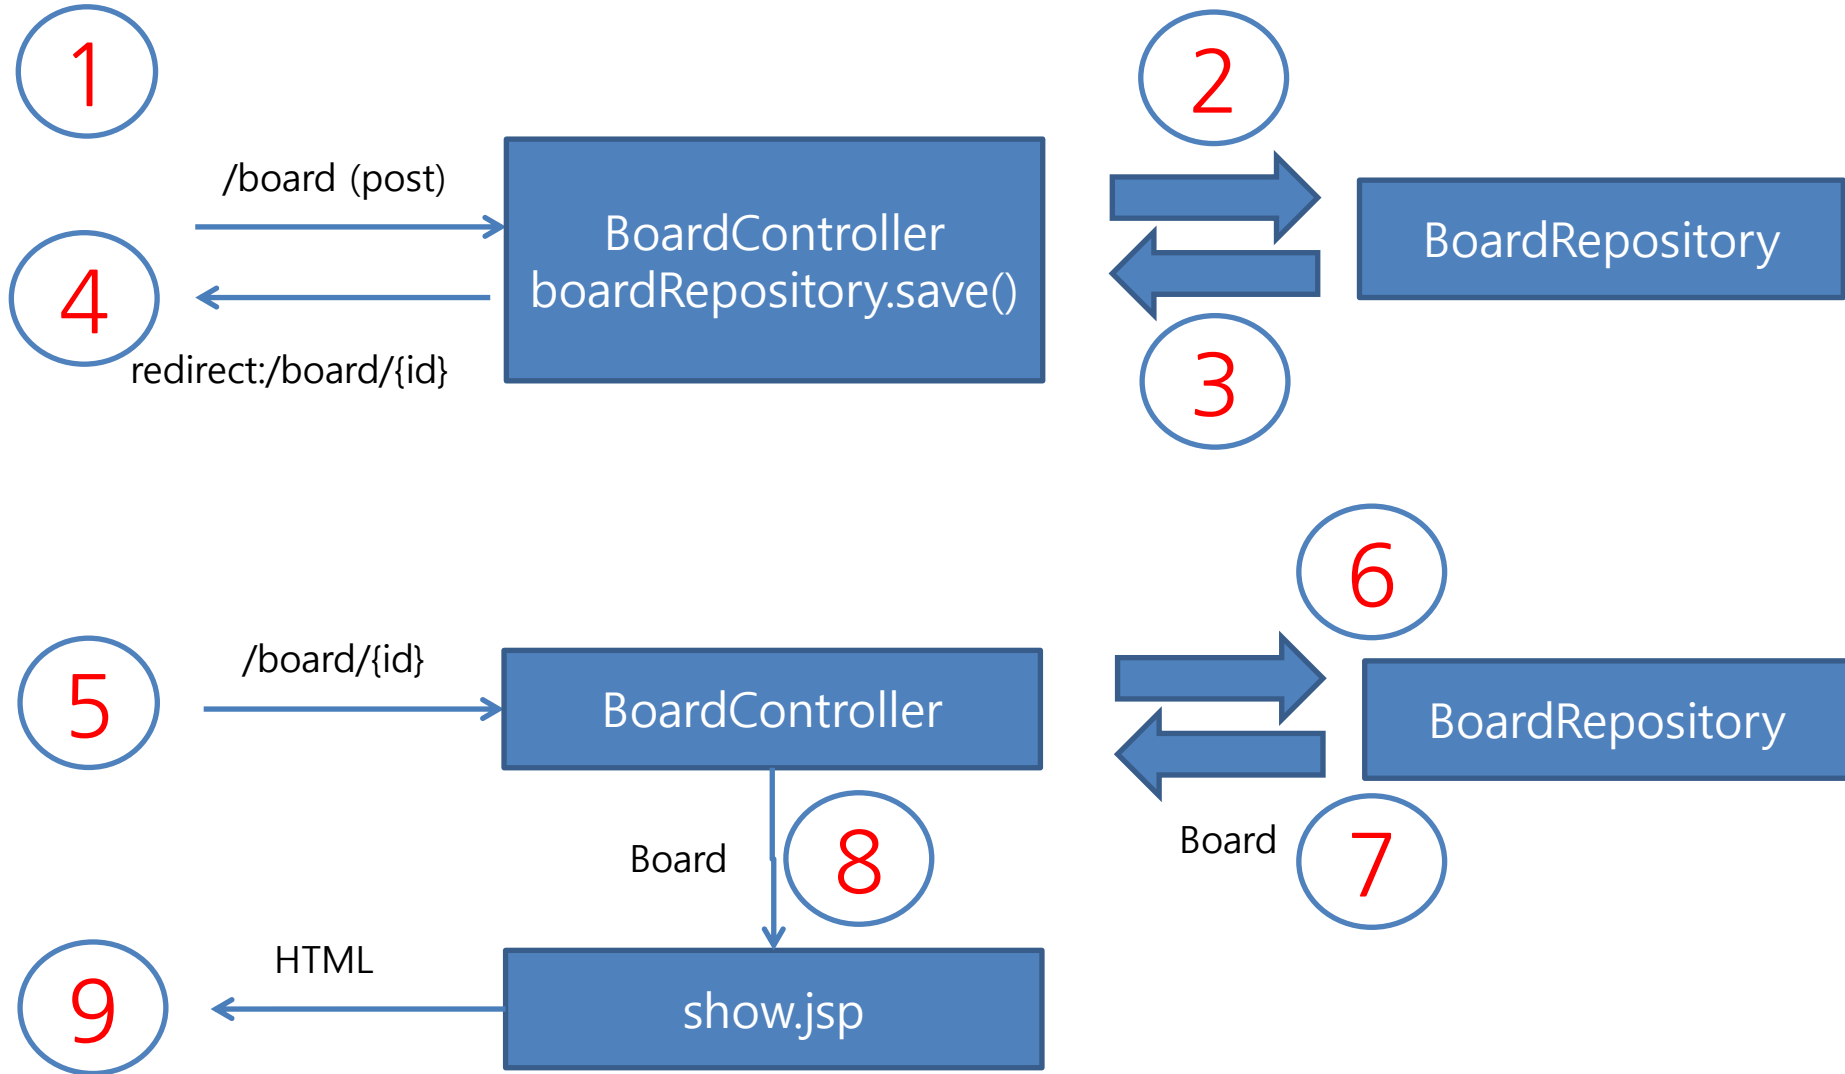 1
2
/board (post)
BoardController
boardRepository.save()
BoardRepository
4
redirect:/board/{id}
3
6
5
/board/{id}
BoardController
BoardRepository
Board
8
Board
7
9
HTML
show.jsp